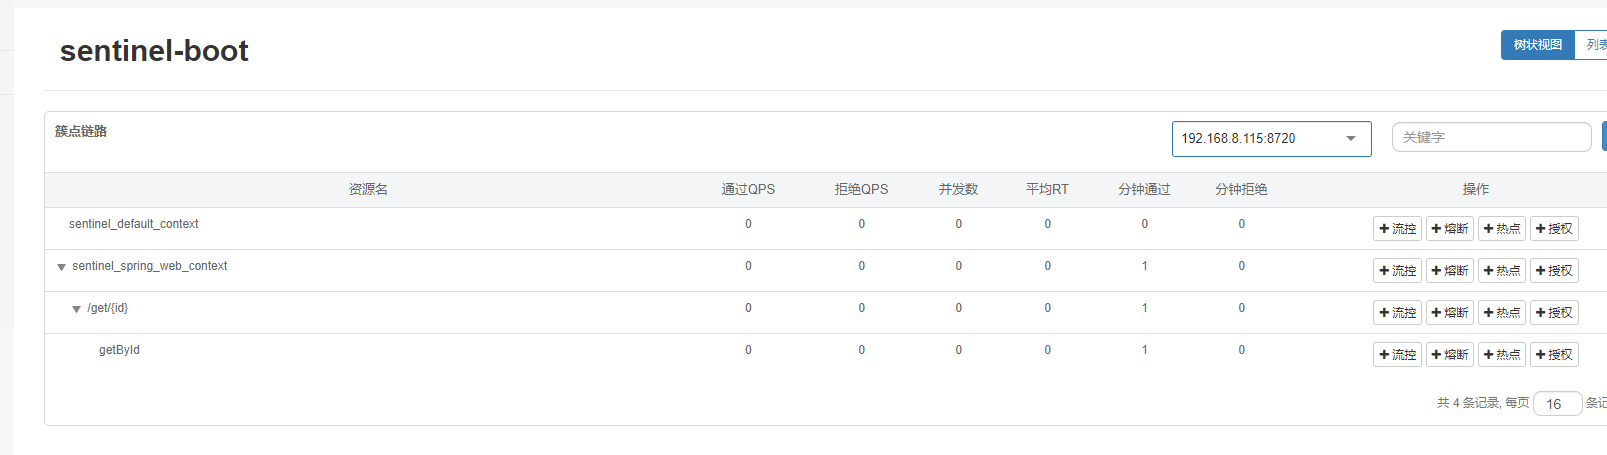 sentinel-boot
树状视图 列表
簇点链路 192.168.8.115:8720 关键字
资源名 通过QPS 拒绝QPS 并发数 平均RT 分钟通过 分钟拒绝 操作
sentinel_default_context 0 0 0 0 0 0 流控 熔断 热点 授权
sentinel_spring_web_context 0 0 0 0 1 0 流控 熔断 热点 授权
/get/{id} 0 0 0 0 1 0 流控 熔断 热点 授权
getById 0 0 0 0 1 0 流控 熔断 热点 授权
共 4 条记录, 每页 16 条记